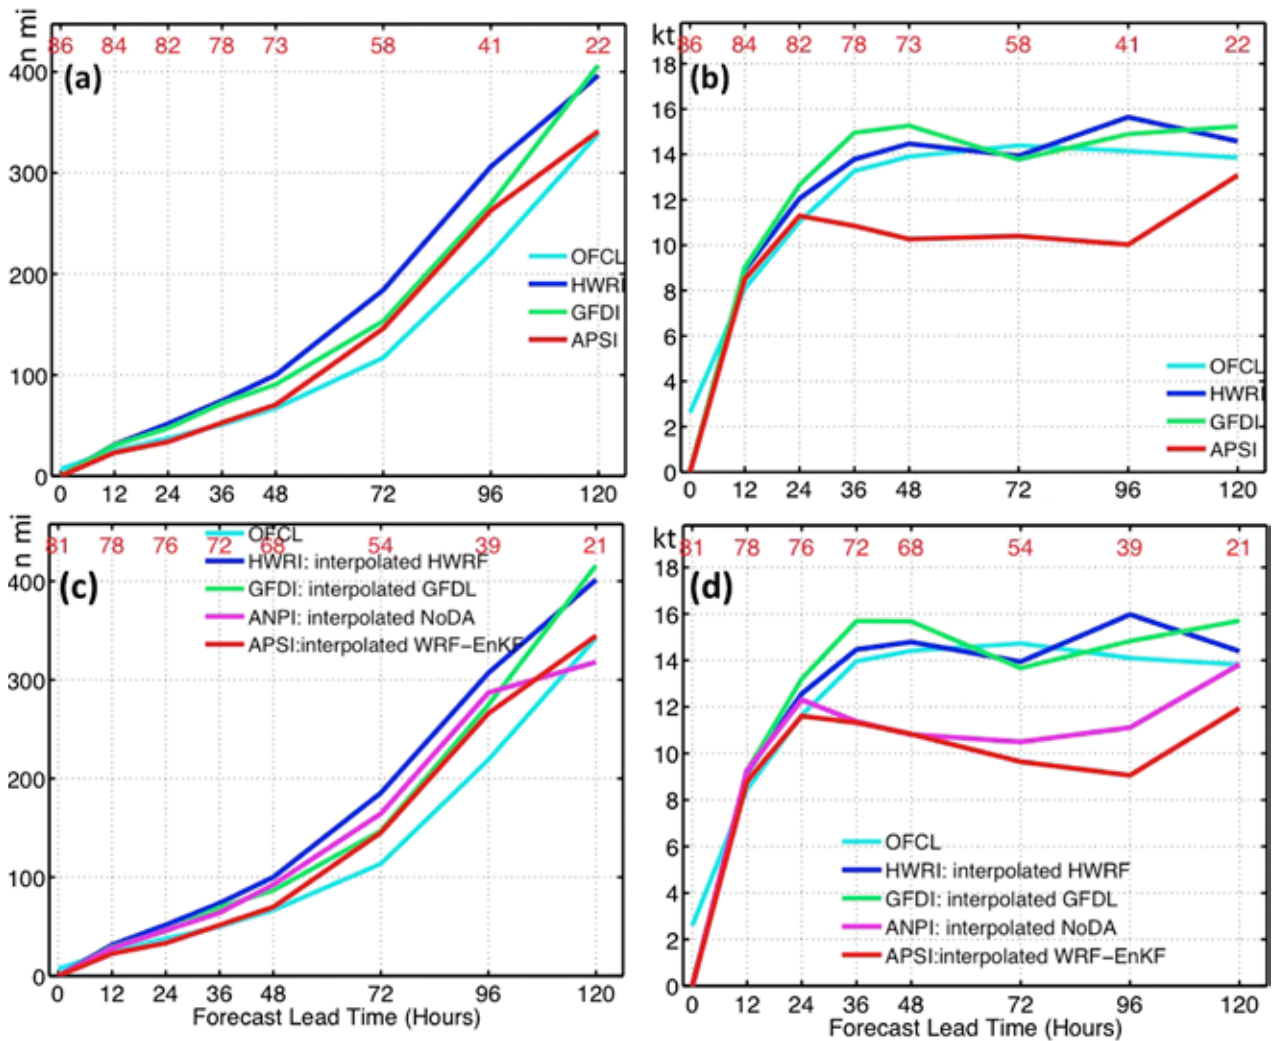 n mi
86 84 82 78 73 58 41 22
(a)
400
300
200
100
0
OFCL
HWRI
GFDI
APSI
0 12 24 36 48 72 96 120
kt
86 84 82 78 73 58 41 22
(b)
18
16
14
12
10
8
6
4
2
0
OFCL
HWRI
GFDI
APSI
0 12 24 36 48 72 96 120
n mi
81 78 76 72 68 54 39 21
(c)
OFCL
HWRI: interpolated HWRF
GFDI: interpolated GFDL
ANPI: interpolated NoDA
APSI:interpolated WRF-EnKF
400
300
200
100
0
0 12 24 36 48 72 96 120
Forecast Lead Time (Hours)
kt
81 78 76 72 68 54 39 21
(d)
18
16
14
12
10
8
6
4
2
0
OFCL
HWRI: interpolated HWRF
GFDI: interpolated GFDL
ANPI: interpolated NoDA
APSI:interpolated WRF-EnKF
0 12 24 36 48 72 96 120
Forecast Lead Time (Hours)